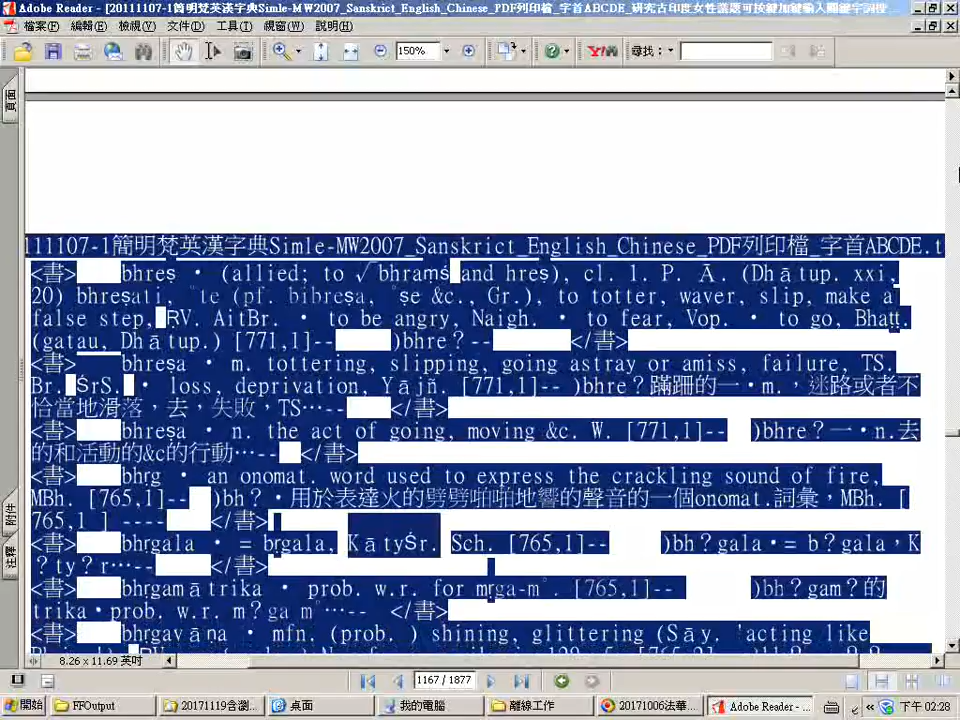 Adobe Reader - [20111107-1簡明梵英漢字典Simle-MW2007_Sanskrict_English_Chinese_PDF列印檔_字首ABCDE_研究古印度女性議題可按
檔案(F) 編輯(E) 檢視(V) 文件(D) 工具(T) 視窗(W) 說明(H)
150% 尋找:
頁面
111107-1簡明梵英漢字典Simle-MW2007_Sanskrict_English_Chinese_PDF列印檔_字首ABCDE.t
<書> bhreṣ · (allied; to √bhraṃś and hreṣ), cl. 1. P. Ā. (Dhātup. xxi,
20) bhreṣati, °te (pf. bibreṣa, °ṣe &c., Gr.), to totter, waver, slip, make a
false step, RV. AitBr. · to be angry, Naigh. · to fear, Vop. · to go, Bhaṭṭ.
(gatau, Dhātup.) [771,1]-- )bhre？-- </書>
<書> bhreṣa · m. tottering, slipping, going astray or amiss, failure, TS.
Br. ŚrS. · loss, deprivation, Yājñ. [771,1]-- )bhre？蹣跚的一·m.，迷路或者不
恰當地滑落，去，失敗，TS…-- </書>
<書> bhreṣa · n. the act of going, moving &c. W. [771,1]-- )bhre？一·n.去
的和活動的&c的行動…-- </書>
<書> bhṛg · an onomat. word used to express the crackling sound of fire,
MBh. [765,1]-- )bh？·用於表達火的劈劈啪啪地響的聲音的一個onomat.詞彙，MBh. [
765,1 ] ---- </書>
<書> bhṛgala · = bṛgala, KātyŚr. Sch. [765,1]-- )bh？gala·= b？gala，K
？ty？r…-- </書>
<書> bhṛgamātrika · prob. w.r. for mṛga-m°. [765,1]-- )bh？gam？的
trika·prob. w.r. m？ga m°…-- </書>
<書> bhṛgavāṇa · mfn. (prob. ) shining, glittering (Sāy. 'acting like
附件
注釋
8.26 x 11.69 英吋
1167 / 1877
開始 FFOutput 20171119含瀏... 桌面 我的電腦 離線工作 20171006法華... Adobe Reader - [... 下午 02:28